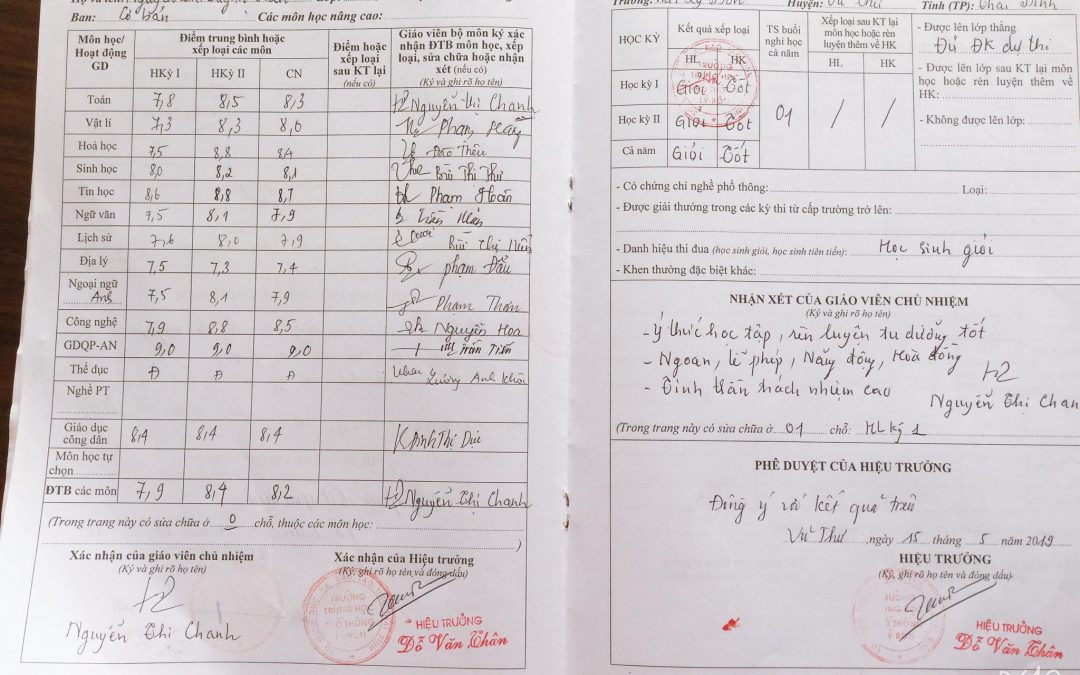 Ban: Cơ bản Các môn học nâng cao:
Trường: Huyện: Vũ Thư Tỉnh (TP): Thái Bình
Môn học/ Hoạt động GD
Điểm trung bình hoặc xếp loại các môn
HKỳ I HKỳ II CN
Điểm hoặc xếp loại sau KT lại (nếu có)
Giáo viên bộ môn ký xác nhận ĐTB môn học, xếp loại, sửa chữa hoặc nhận xét (nếu có)
(Ký và ghi rõ họ tên)
Toán 7,8 8,5 8,3 Nguyễn Thị Chanh
Vật lí 7,3 8,3 8,0 Phạm
Hoá học 7,5 8,8 8,4 Đào Thêu
Sinh học 8,0 8,2 8,1 Bùi Thị Thư
Tin học 8,6 8,8 8,7 Phạm Hoãn
Ngữ văn 7,5 8,1 7,9 Trần
Lịch sử 7,6 8,0 7,9 Bùi Thị
Địa lý 7,5 7,3 7,4 Phạm Đẩu
Ngoại ngữ Anh 7,5 8,1 7,9 Phạm
Công nghệ 7,9 8,8 8,5 Nguyễn Hoa
GDQP-AN 9,0 9,0 9,0 Trần Tiến
Thể dục Đ Đ Đ Lương Anh
Nghề PT
Giáo dục công dân 8,4 8,4 8,4
Môn học tự chọn
ĐTB các môn 7,9 8,4 8,2 Nguyễn Thị Chanh
(Trong trang này có sửa chữa ở 0 chỗ, thuộc các môn học:
)
Xác nhận của giáo viên chủ nhiệm
(Ký và ghi rõ họ tên)
Nguyễn Thị Chanh
Xác nhận của Hiệu trưởng
(Ký, ghi rõ họ tên và đóng dấu)
HIỆU TRƯỞNG
Đỗ Văn Thân
HỌC KỲ
Kết quả xếp loại
HL HK
TS buổi nghỉ học cả năm
Xếp loại sau KT lại môn học hoặc rèn luyện thêm về HK
HL HK
Học kỳ I Giỏi Tốt
Học kỳ II Giỏi Tốt
Cả năm Giỏi Tốt
01 / /
- Được lên lớp thẳng
Đủ ĐK dự thi
- Được lên lớp sau KT lại môn học hoặc rèn luyện thêm về HK:
- Không được lên lớp:
- Có chứng chỉ nghề phổ thông: Loại:
- Được giải thưởng trong các kỳ thi từ cấp trường trở lên:
- Danh hiệu thi đua (học sinh giỏi, học sinh tiên tiến): Học sinh giỏi
- Khen thưởng đặc biệt khác:
NHẬN XÉT CỦA GIÁO VIÊN CHỦ NHIỆM
(Ký và ghi rõ họ tên)
- Ý thức học tập, rèn luyện tu dưỡng tốt
- Ngoan, lễ phép, Năng động, Hoà đồng
- Tinh thần trách nhiệm cao
Nguyễn Thị Chanh
(Trong trang này có sửa chữa ở 01 chỗ: HL kỳ 1
PHÊ DUYỆT CỦA HIỆU TRƯỞNG
Đồng ý với kết quả trên
Vũ Thư, ngày 15 tháng 5 năm 2019
HIỆU TRƯỞNG
(Ký, ghi rõ họ tên và đóng dấu)
HIỆU TRƯỞNG
Đỗ Văn Thân